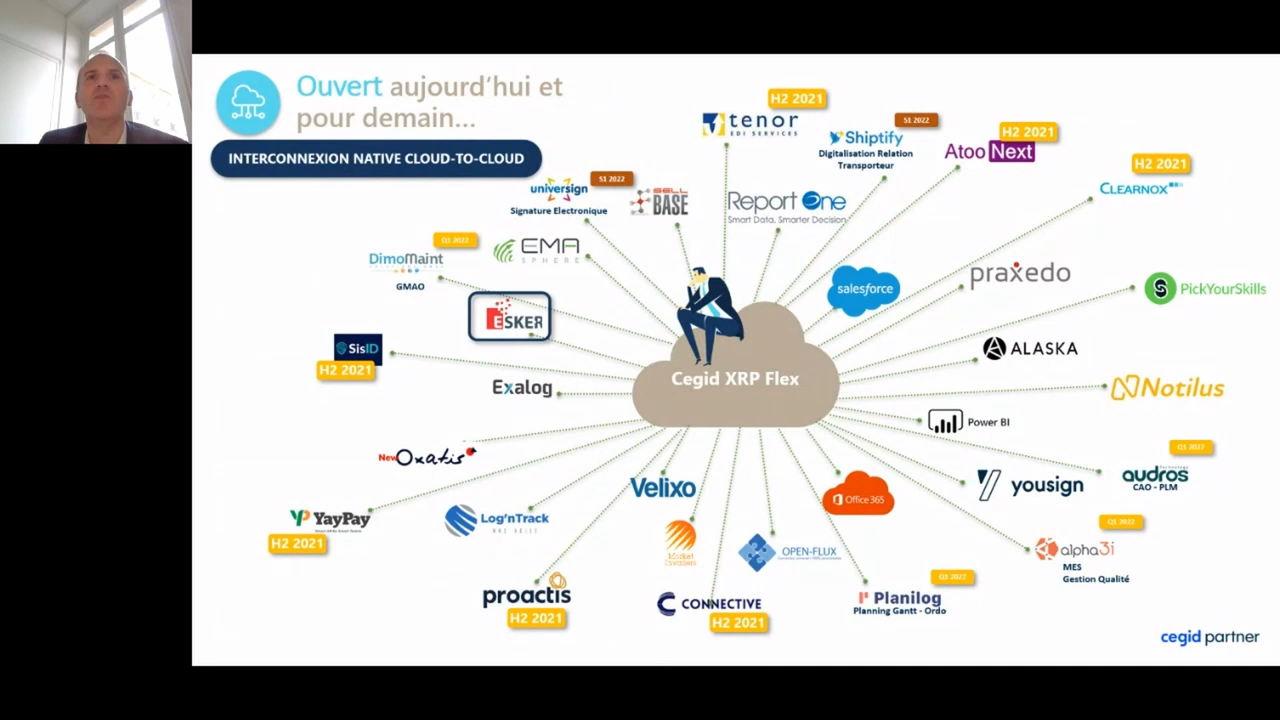 Ouvert aujourd'hui et
pour demain...
INTERCONNEXION NATIVE CLOUD-TO-CLOUD
H2 2021
tenor
EDI SERVICES
S1 2022
Shiptify
Digitalisation Relation
Transporteur
H2 2021
Atoo Next
H2 2021
CLEARNOX
universign
S1 2022
Signature Electronique
SELL
BASE
Report One
Smart Data, Smarter Decision
Q1 2022
DimoMaint
GMAO
EMA
SPHERE
salesforce
praxedo
PickYourSkills
ESKER
SisID
H2 2021
ALASKA
Cegid XRP Flex
Exalog
Notilus
Power BI
New Oxatis
Velixo
Office 365
yousign
audros
CAO - PLM
YayPay
H2 2021
Log'nTrack
OPEN-FLUX
Q1 2022
alpha3i
MES
Gestion Qualité
proactis
H2 2021
CONNECTIVE
H2 2021
Planilog
Planning Gantt - Ordo
cegid partner